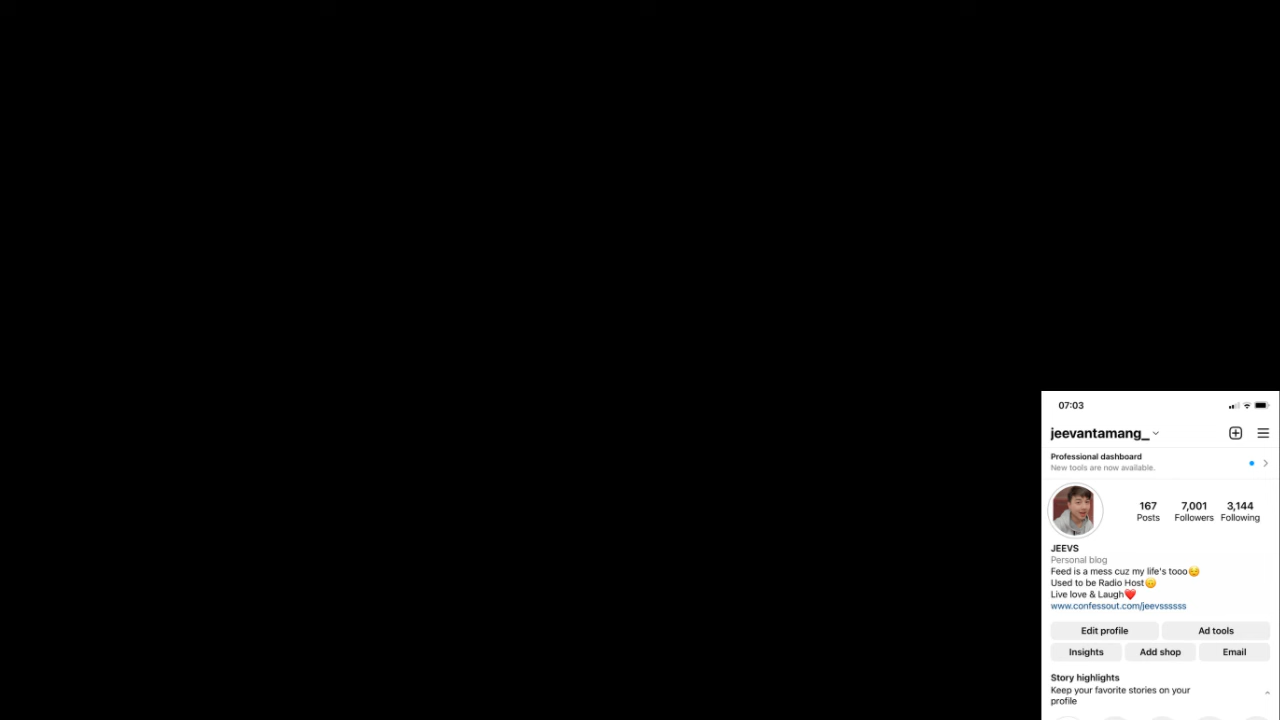 07:03
jeevantamang_
Professional dashboard
New tools are now available.
167 7,001 3,144
Posts Followers Following
JEEVS
Personal blog
Feed is a mess cuz my life's tooo😌
Used to be Radio Host🙂
Live love & Laugh❤️
www.confessout.com/jeevssssss
Edit profile Ad tools
Insights Add shop Email
Story highlights
Keep your favorite stories on your
profile